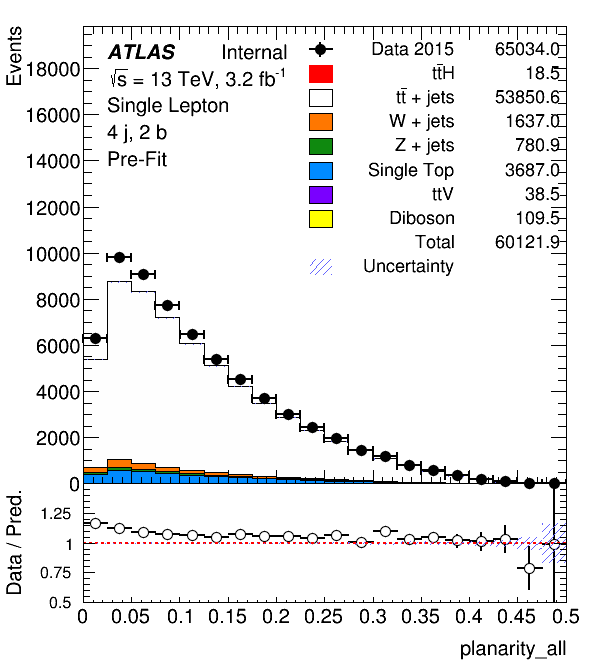 Events
ATLAS Internal
√s = 13 TeV, 3.2 fb⁻¹
Single Lepton
4 j, 2 b
Pre-Fit
Data 2015 65034.0
tt̄H 18.5
tt̄ + jets 53850.6
W + jets 1637.0
Z + jets 780.9
Single Top 3687.0
ttV 38.5
Diboson 109.5
Total 60121.9
Uncertainty
18000
16000
14000
12000
10000
8000
6000
4000
2000
0
Data / Pred.
1.25
1
0.75
0.5
0 0.05 0.1 0.15 0.2 0.25 0.3 0.35 0.4 0.45 0.5
planarity_all